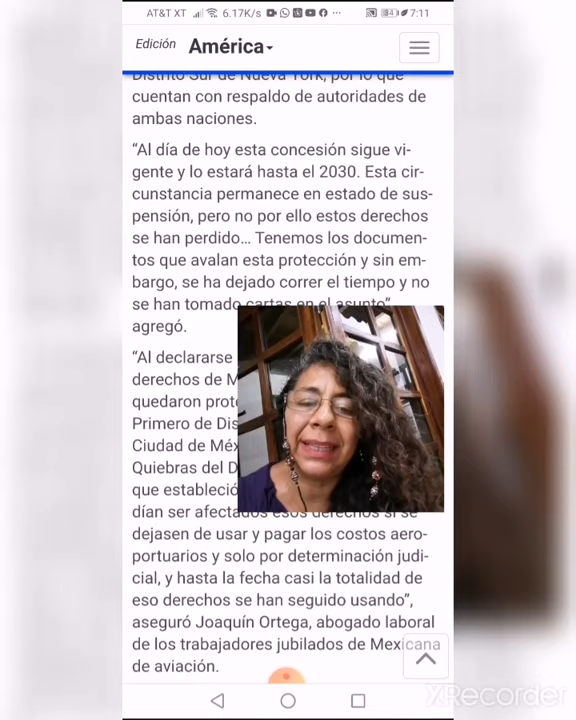 AT&T XT 6.17K/s 84 7:11
Edición América
Distrito Sur de Nueva York, por lo que
cuentan con respaldo de autoridades de
ambas naciones.
“Al día de hoy esta concesión sigue vi-
gente y lo estará hasta el 2030. Esta cir-
cunstancia permanece en estado de sus-
pensión, pero no por ello estos derechos
se han perdido... Tenemos los documen-
tos que avalan esta protección y sin em-
bargo, se ha dejado correr el tiempo y no
se han tomado cartas en el asunto”,
agregó.
“Al declararse
derechos de M
quedaron prote
Primero de Dis
Ciudad de Méx
Quiebras del D
que estableció
dían ser afectados esos derechos si se
dejasen de usar y pagar los costos aero-
portuarios y solo por determinación judi-
cial, y hasta la fecha casi la totalidad de
eso derechos se han seguido usando”,
aseguró Joaquín Ortega, abogado laboral
de los trabajadores jubilados de Mexicana
de aviación.
XRecorder